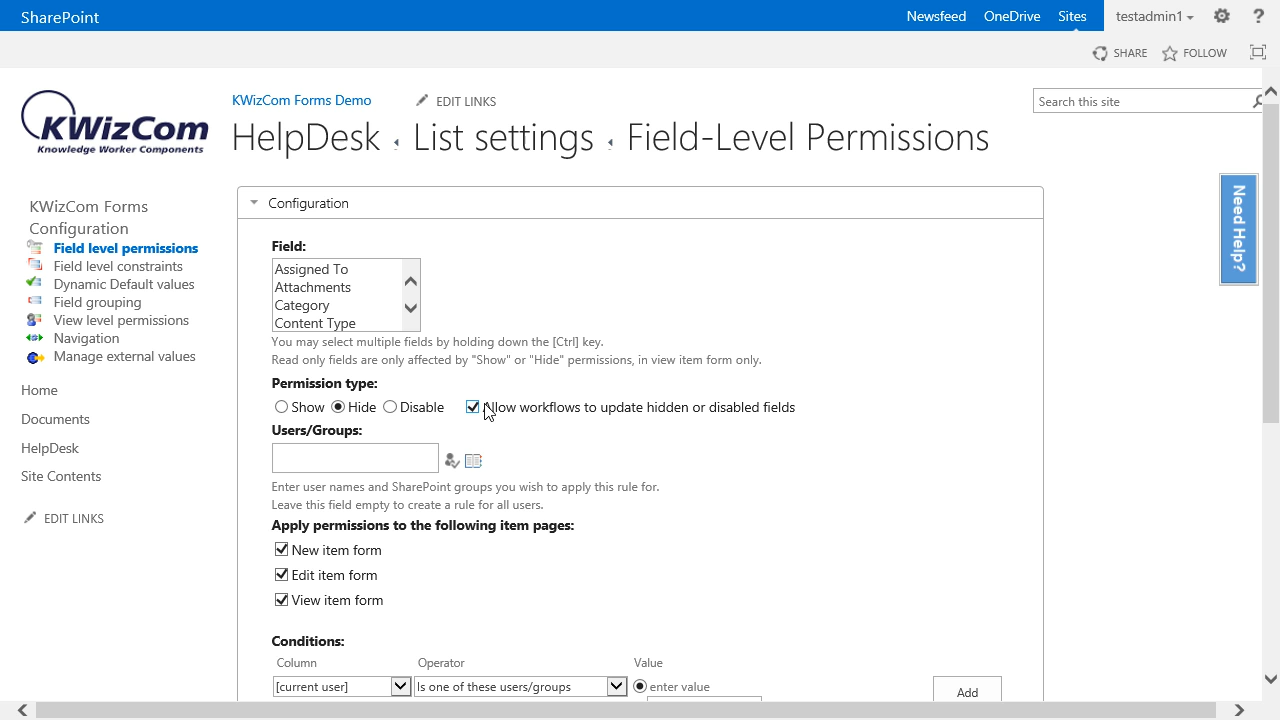 SharePoint
Newsfeed OneDrive Sites testadmin1 ?
SHARE FOLLOW
KWizCom
Knowledge Worker Components
KWizCom Forms Demo EDIT LINKS
Search this site
HelpDesk List settings Field-Level Permissions
Need Help?
KWizCom Forms
Configuration
Field level permissions
Field level constraints
Dynamic Default values
Field grouping
View level permissions
Navigation
Manage external values
Home
Documents
HelpDesk
Site Contents
EDIT LINKS
Configuration
Field:
Assigned To
Attachments
Category
Content Type
You may select multiple fields by holding down the [Ctrl] key.
Read only fields are only affected by "Show" or "Hide" permissions, in view item form only.
Permission type:
Show Hide Disable Allow workflows to update hidden or disabled fields
Users/Groups:
Enter user names and SharePoint groups you wish to apply this rule for.
Leave this field empty to create a rule for all users.
Apply permissions to the following item pages:
New item form
Edit item form
View item form
Conditions:
Column Operator Value
[current user] Is one of these users/groups enter value Add